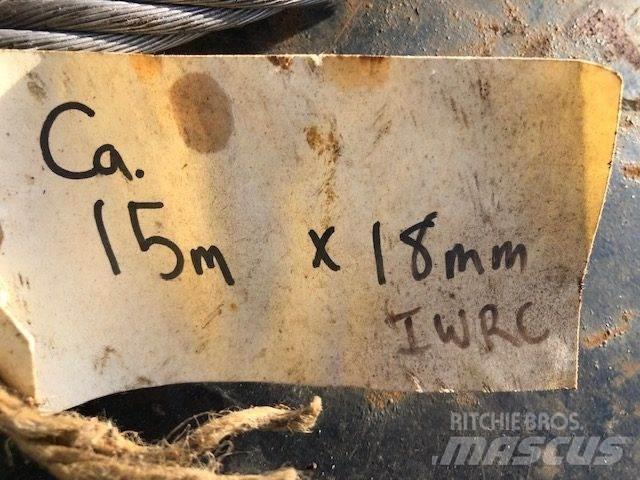 Ca.
15m x 18mm
IWRC
RITCHIE BROS.
MASCUS